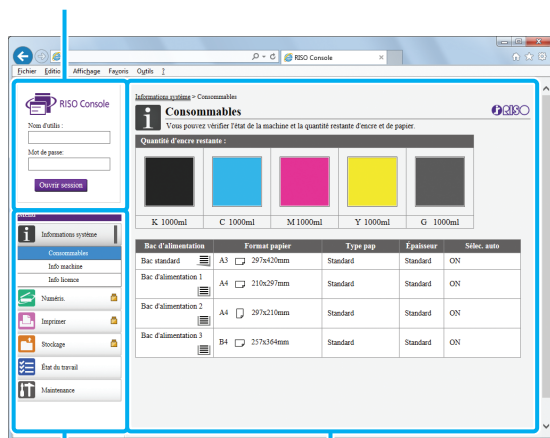 RISO Console
Fichier Editio Affichage Favoris Outils ?
RISO Console
Nom d'utilis :
Mot de passe:
Ouvrir session
Menu
Informations système
Consommables
Info machine
Info licence
Numéris.
Imprimer
Stockage
État du travail
Maintenance
Informations système > Consommables
Consommables
RISO
Vous pouvez vérifier l'état de la machine et la quantité restante d'encre et de papier.
Quantité d'encre restante :
K 1000ml C 1000ml M 1000ml Y 1000ml G 1000ml
Bac d'alimentation Format papier Type pap Épaisseur Sélec. auto
Bac standard A3 297x420mm Standard Standard ON
Bac d'alimentation 1 A4 210x297mm Standard Standard ON
Bac d'alimentation 2 A4 297x210mm Standard Standard ON
Bac d'alimentation 3 B4 257x364mm Standard Standard ON